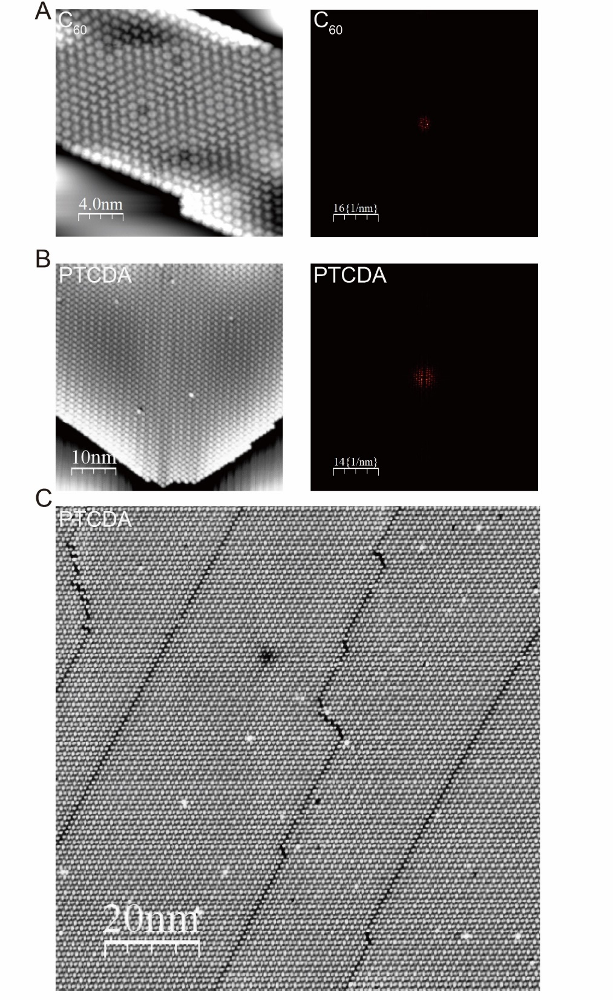 A
C60
C60
4.0nm
16{1/nm}
B
PTCDA
PTCDA
10nm
14{1/nm}
C
PTCDA
20nm